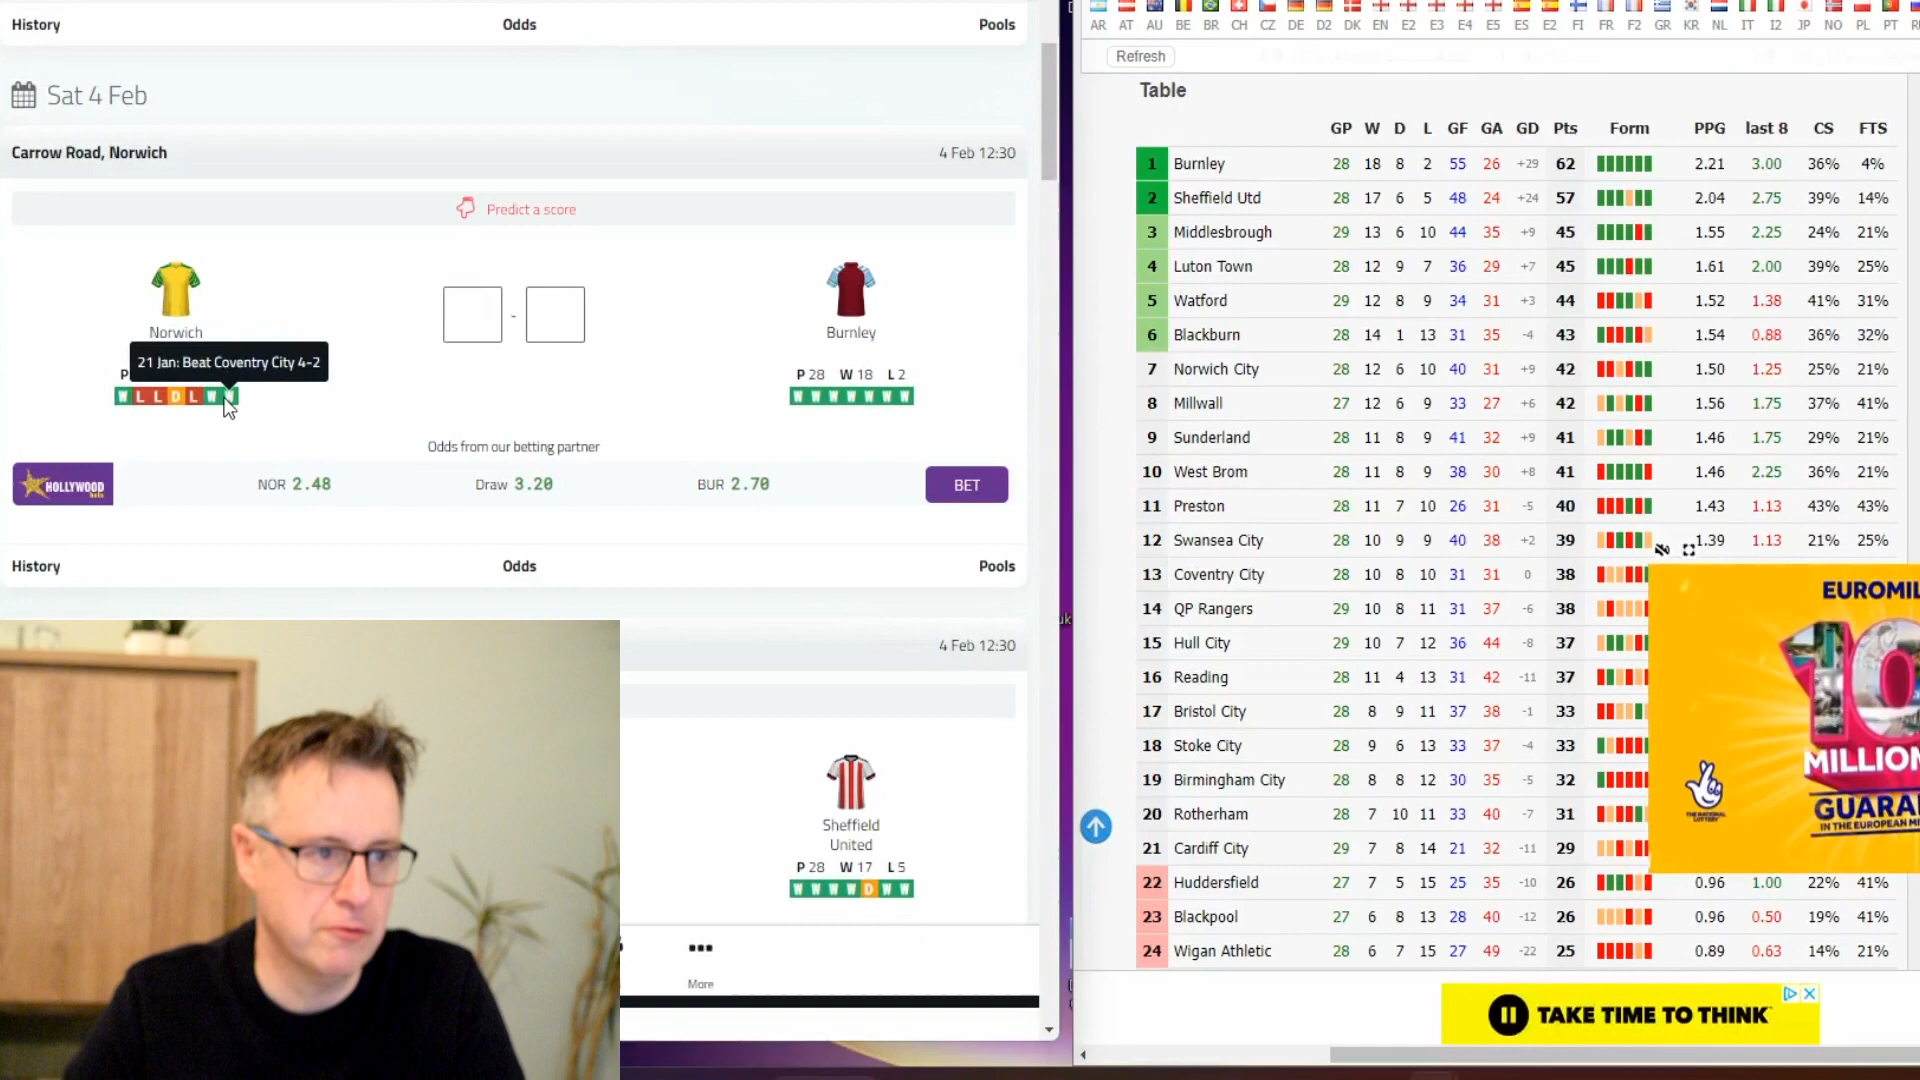 History Odds Pools
Sat 4 Feb
Carrow Road, Norwich 4 Feb 12:30
Predict a score
Norwich - Burnley
21 Jan: Beat Coventry City 4-2
P
W L L D L W W
P 28 W 18 L 2
W W W W W W W
Odds from our betting partner
HOLLYWOOD bets NOR 2.48 Draw 3.20 BUR 2.70 BET
History Odds Pools
4 Feb 12:30
Sheffield
United
P 28 W 17 L 5
W W W W D W W
More
AR AT AU BE BR CH CZ DE D2 DK EN E2 E3 E4 E5 ES E2 FI FR F2 GR KR NL IT I2 JP NO PL PT
Refresh
Table
GP W D L GF GA GD Pts Form PPG last 8 CS FTS
1 Burnley 28 18 8 2 55 26 +29 62 2.21 3.00 36% 4%
2 Sheffield Utd 28 17 6 5 48 24 +24 57 2.04 2.75 39% 14%
3 Middlesbrough 29 13 6 10 44 35 +9 45 1.55 2.25 24% 21%
4 Luton Town 28 12 9 7 36 29 +7 45 1.61 2.00 39% 25%
5 Watford 29 12 8 9 34 31 +3 44 1.52 1.38 41% 31%
6 Blackburn 28 14 1 13 31 35 -4 43 1.54 0.88 36% 32%
7 Norwich City 28 12 6 10 40 31 +9 42 1.50 1.25 25% 21%
8 Millwall 27 12 6 9 33 27 +6 42 1.56 1.75 37% 41%
9 Sunderland 28 11 8 9 41 32 +9 41 1.46 1.75 29% 21%
10 West Brom 28 11 8 9 38 30 +8 41 1.46 2.25 36% 21%
11 Preston 28 11 7 10 26 31 -5 40 1.43 1.13 43% 43%
12 Swansea City 28 10 9 9 40 38 +2 39 1.39 1.13 21% 25%
13 Coventry City 28 10 8 10 31 31 0 38
14 QP Rangers 29 10 8 11 31 37 -6 38
15 Hull City 29 10 7 12 36 44 -8 37
16 Reading 28 11 4 13 31 42 -11 37
17 Bristol City 28 8 9 11 37 38 -1 33
18 Stoke City 28 9 6 13 33 37 -4 33
19 Birmingham City 28 8 8 12 30 35 -5 32
20 Rotherham 28 7 10 11 33 40 -7 31
21 Cardiff City 29 7 8 14 21 32 -11 29
22 Huddersfield 27 7 5 15 25 35 -10 26 0.96 1.00 22% 41%
23 Blackpool 27 6 8 13 28 40 -12 26 0.96 0.50 19% 41%
24 Wigan Athletic 28 6 7 15 27 49 -22 25 0.89 0.63 14% 21%
EUROMIL
10
MILLION
GUARA
IN THE EUROPEAN MI
THE NATIONAL
LOTTERY
TAKE TIME TO THINK